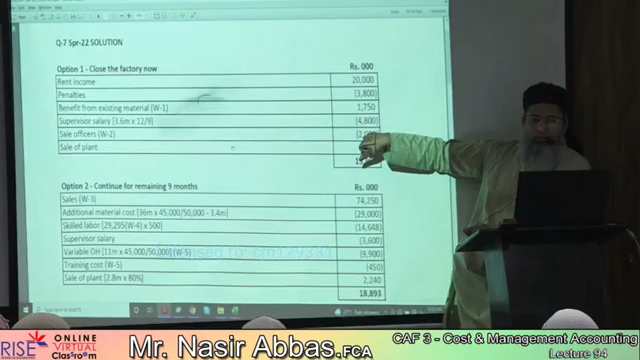 Q-7 Spr-22 SOLUTION
Option 1 - Close the factory now Rs. 000
Rent income 20,000
Penalties (3,800)
Benefit from existing material (W-1) 1,750
Supervisor salary [3.6m x 12/9] (4,800)
Sale officers (W-2)
Sale of plant
Option 2 - Continue for remaining 9 months Rs. 000
Sales (W-3) 74,250
Additional material cost [36m x 45,000/50,000 - 3.4m] (29,000)
Skilled labor [29,295(W-4) x 500] (14,648)
Supervisor salary (3,600)
Variable OH [11m x 45,000/50,000] (W-5) (9,900)
Training cost (W-5) (450)
Sale of plant [2.8m x 80%] 2,240
18,893
RISE ONLINE VIRTUAL Classroom
Mr. Nasir Abbas.FCA
CAF 3 - Cost & Management Accounting
Lecture 94